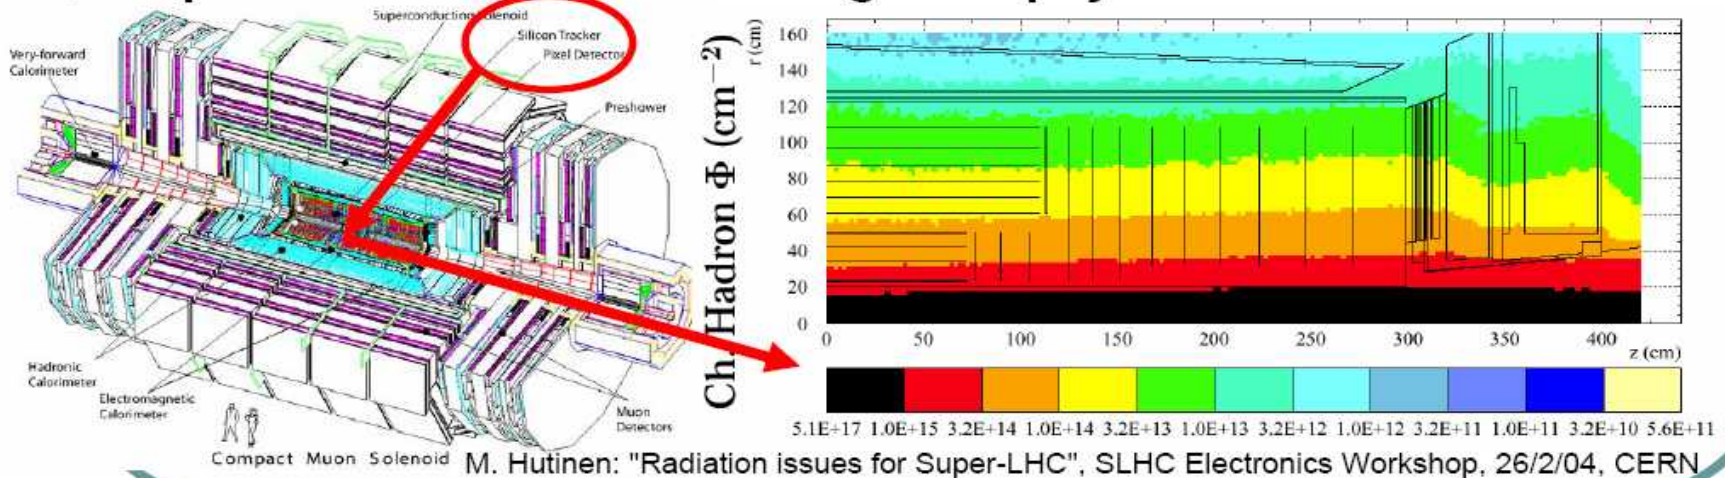 Superconducting Solenoid
Silicon Tracker
Pixel Detector
Very-forward
Calorimeter
Preshower
Hadronic
Calorimeter
Electromagnetic
Calorimeter
Muon
Detectors
Compact Muon Solenoid
Ch. Hadron Φ (cm⁻²)
r (cm)
160
140
120
100
80
60
40
20
0
0 50 100 150 200 250 300 350 400
z (cm)
5.1E+17 1.0E+15 3.2E+14 1.0E+14 3.2E+13 1.0E+13 3.2E+12 1.0E+12 3.2E+11 1.0E+11 3.2E+10 5.6E+11
M. Hutinen: "Radiation issues for Super-LHC", SLHC Electronics Workshop, 26/2/04, CERN